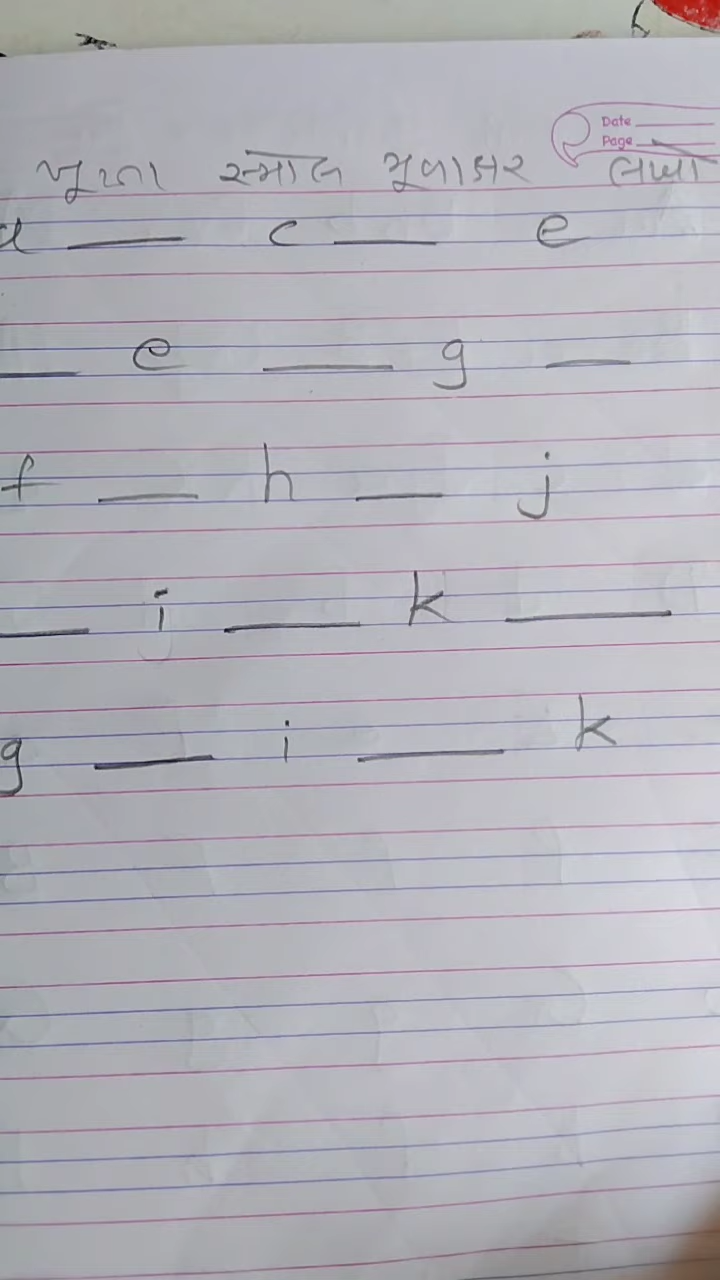 Date
Page
ખૂટતા સ્મોલ મૂળાક્ષર લખો
a ___ c ___ e
___ e ___ g ___
f ___ h ___ j
___ i ___ k ___
g ___ i ___ k